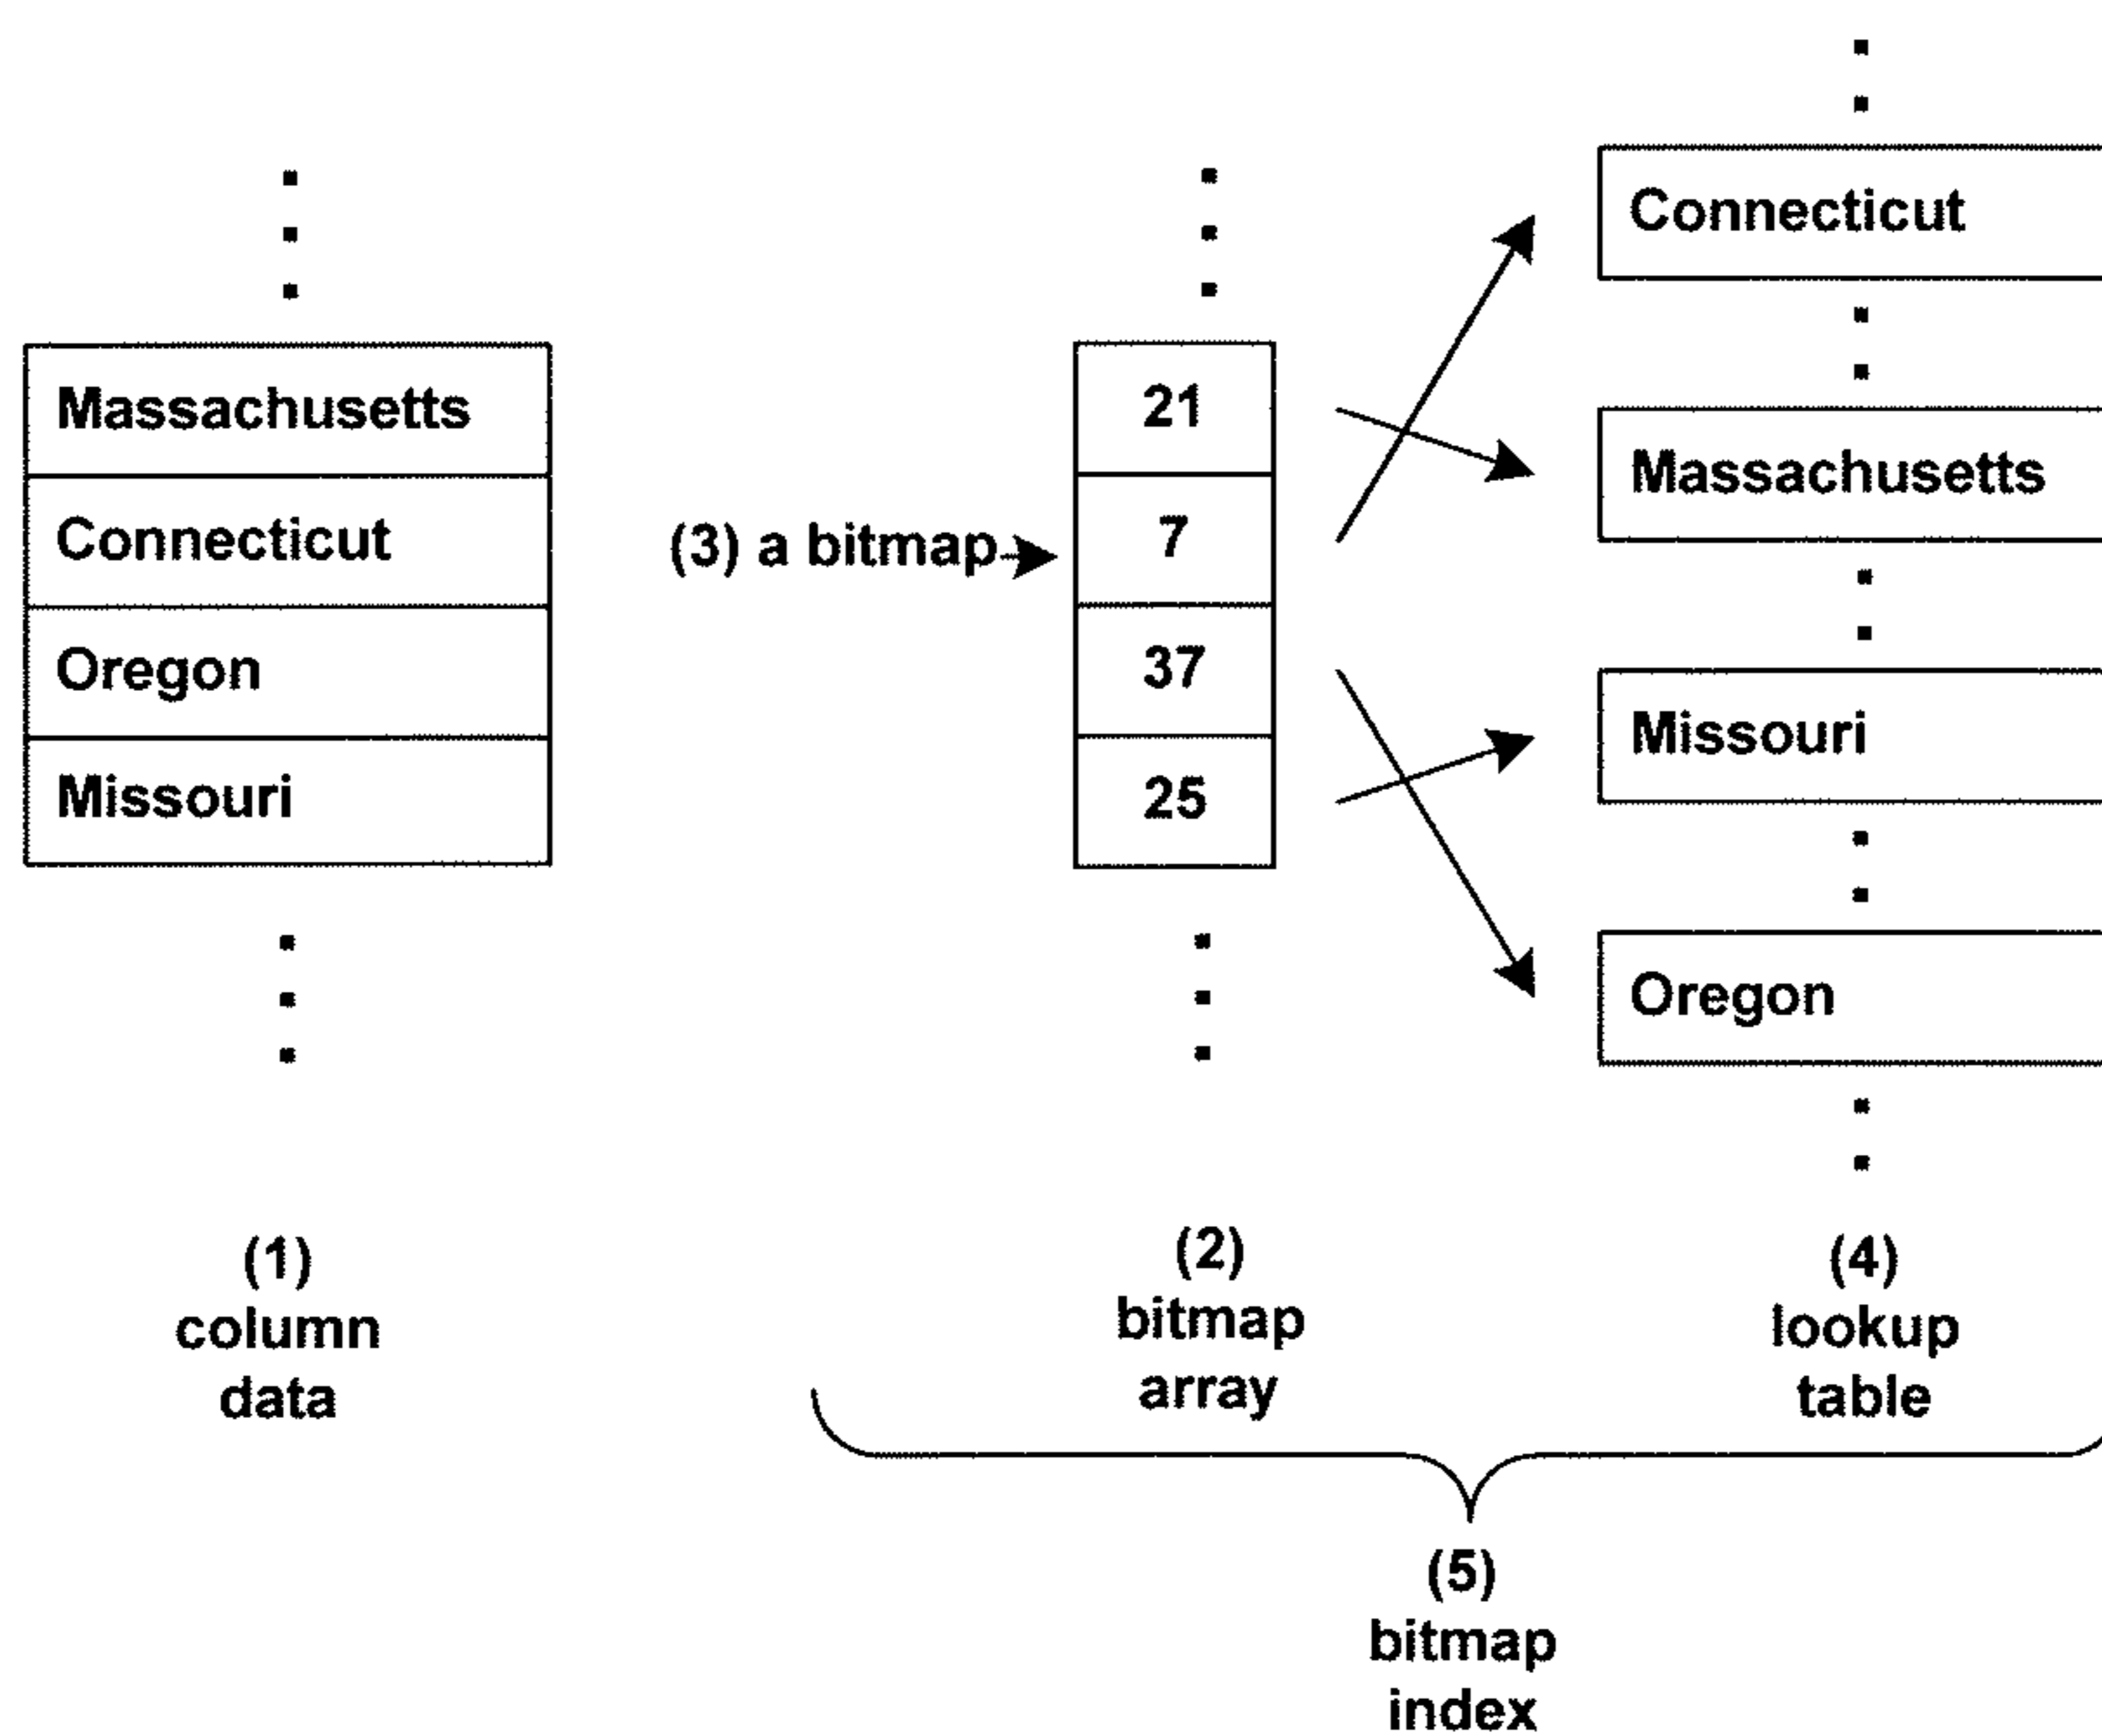 Massachusetts
Connecticut
Oregon
Missouri
(1)
column
data
(3) a bitmap
21
7
37
25
(2)
bitmap
array
Connecticut
Massachusetts
Missouri
Oregon
(4)
lookup
table
(5)
bitmap
index